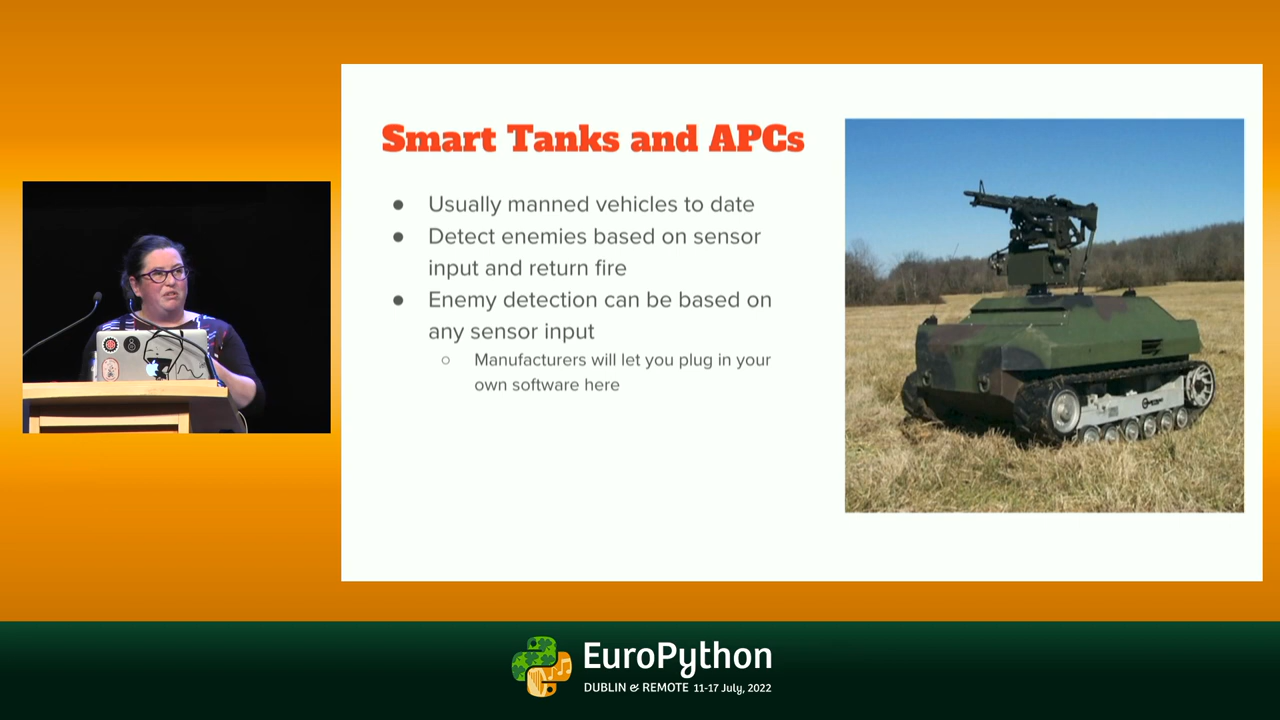 Smart Tanks and APCs
● Usually manned vehicles to date
● Detect enemies based on sensor
input and return fire
● Enemy detection can be based on
any sensor input
○ Manufacturers will let you plug in your
own software here
EuroPython
DUBLIN & REMOTE 11-17 July, 2022